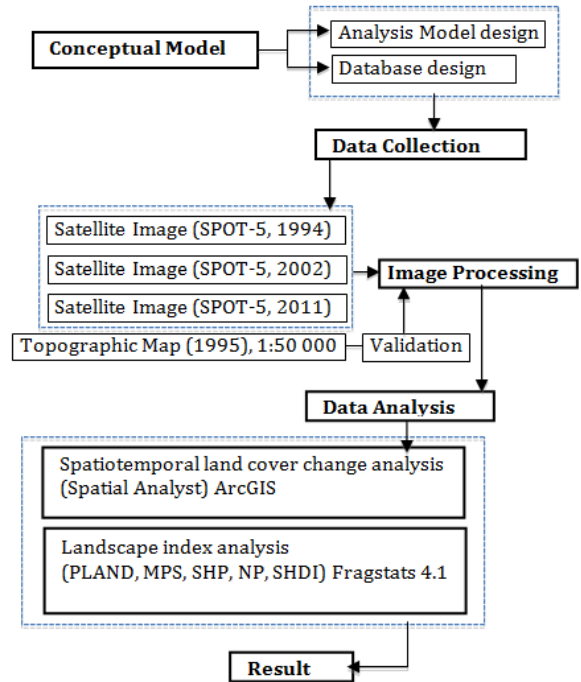 Conceptual Model
Analysis Model design
Database design
Data Collection
Satellite Image (SPOT-5, 1994)
Satellite Image (SPOT-5, 2002)
Satellite Image (SPOT-5, 2011)
Image Processing
Topographic Map (1995), 1:50 000
Validation
Data Analysis
Spatiotemporal land cover change analysis
(Spatial Analyst) ArcGIS
Landscape index analysis
(PLAND, MPS, SHP, NP, SHDI) Fragstats 4.1
Result